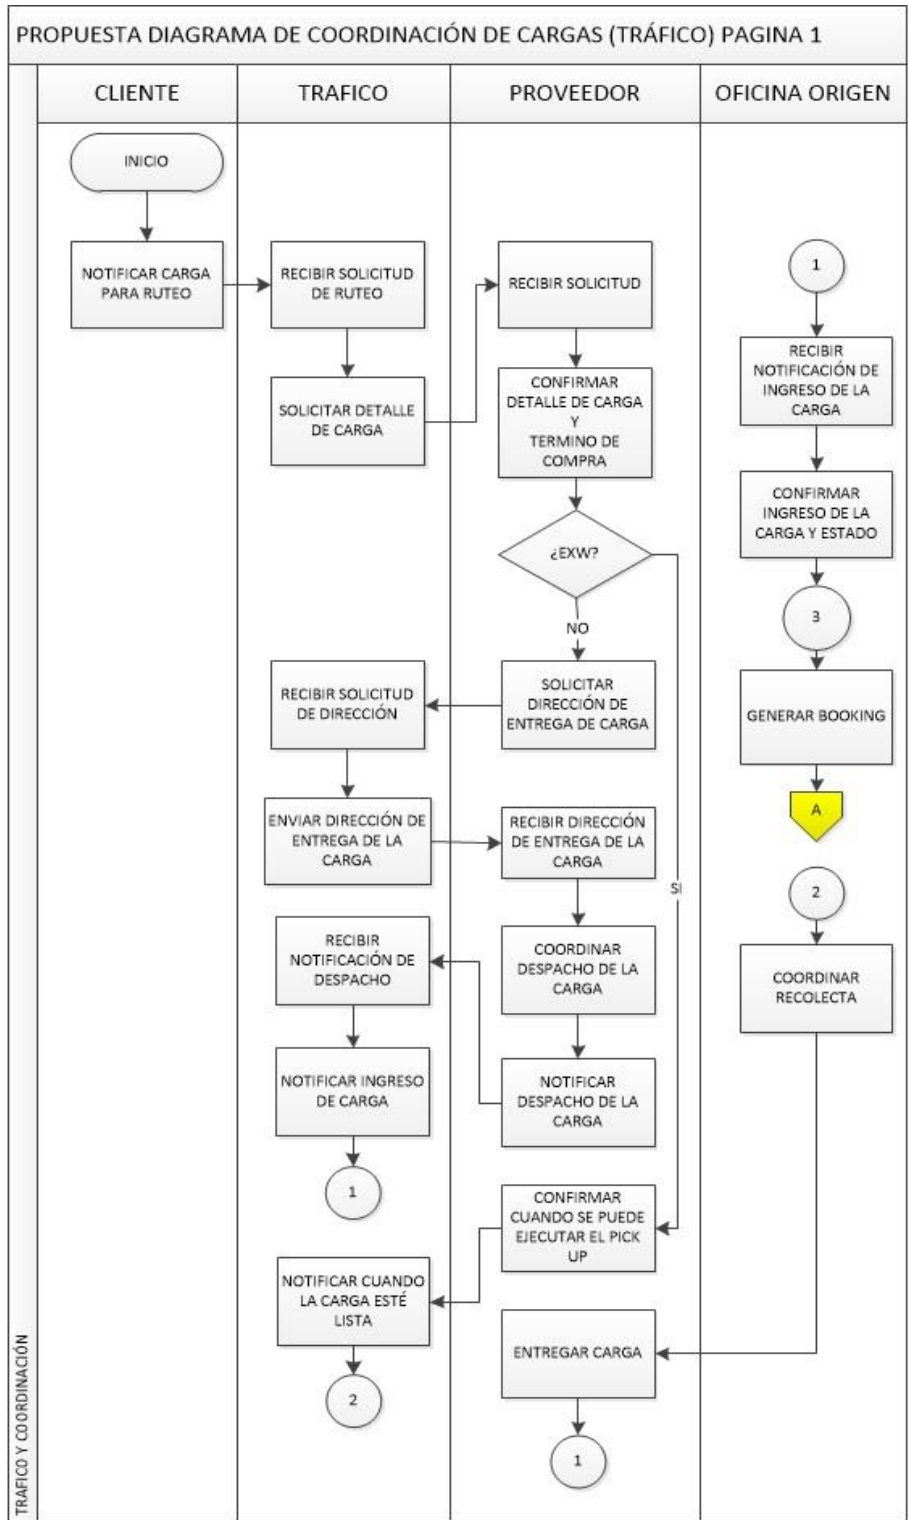 PROPUESTA DIAGRAMA DE COORDINACIÓN DE CARGAS (TRÁFICO) PAGINA 1
CLIENTE
TRAFICO
PROVEEDOR
OFICINA ORIGEN
INICIO
NOTIFICAR CARGA
PARA RUTEO
RECIBIR SOLICITUD
DE RUTEO
RECIBIR SOLICITUD
1
SOLICITAR DETALLE
DE CARGA
CONFIRMAR
DETALLE DE CARGA
Y
TERMINO DE
COMPRA
RECIBIR
NOTIFICACIÓN DE
INGRESO DE LA
CARGA
¿EXW?
CONFIRMAR
INGRESO DE LA
CARGA Y ESTADO
NO
3
RECIBIR SOLICITUD
DE DIRECCIÓN
SOLICITAR
DIRECCIÓN DE
ENTREGA DE CARGA
GENERAR BOOKING
A
ENVIAR DIRECCIÓN DE
ENTREGA DE LA
CARGA
RECIBIR DIRECCIÓN
DE ENTREGA DE LA
CARGA
SI
2
RECIBIR
NOTIFICACIÓN DE
DESPACHO
COORDINAR
DESPACHO DE LA
CARGA
COORDINAR
RECOLECTA
NOTIFICAR INGRESO
DE CARGA
NOTIFICAR
DESPACHO DE LA
CARGA
1
CONFIRMAR
CUANDO SE PUEDE
EJECUTAR EL PICK
UP
NOTIFICAR CUANDO
LA CARGA ESTÉ
LISTA
ENTREGAR CARGA
2
1
TRAFICO Y COORDINACIÓN